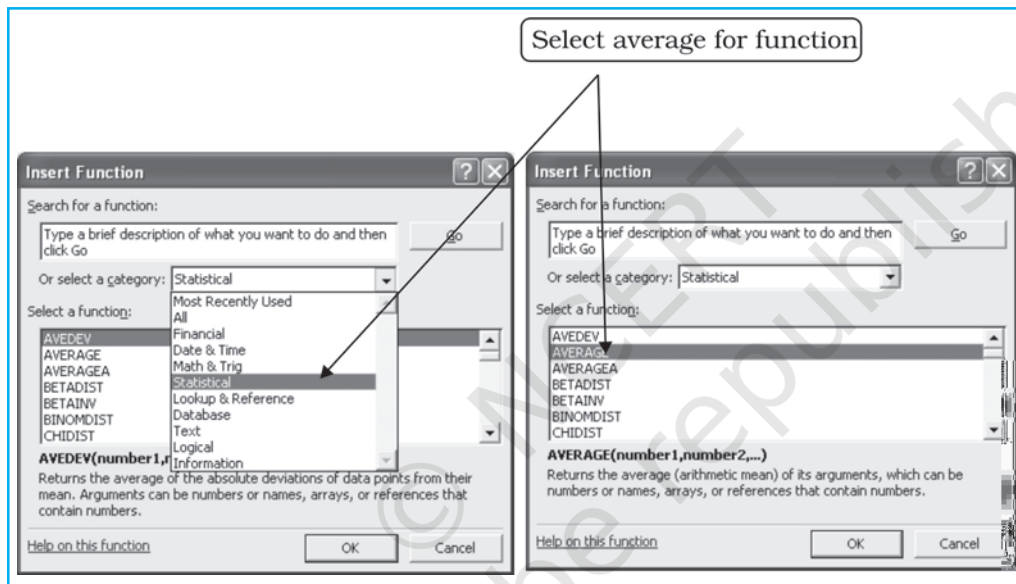 Select average for function
Insert Function
Search for a function:
Type a brief description of what you want to do and then
click Go
Go
Or select a category: Statistical
Most Recently Used
All
Financial
Date & Time
Math & Trig
Statistical
Lookup & Reference
Database
Text
Logical
Information
Select a function:
AVEDEV
AVERAGE
AVERAGEA
BETADIST
BETAINV
BINOMDIST
CHIDIST
AVEDEV(number1,
Returns the average of the absolute deviations of data points from their
mean. Arguments can be numbers or names, arrays, or references that
contain numbers.
Help on this function
OK
Cancel
Insert Function
Search for a function:
Type a brief description of what you want to do and then
click Go
Go
Or select a category: Statistical
Select a function:
AVEDEV
AVERAGE
AVERAGEA
BETADIST
BETAINV
BINOMDIST
CHIDIST
AVERAGE(number1,number2,...)
Returns the average (arithmetic mean) of its arguments, which can be
numbers or names, arrays, or references that contain numbers.
Help on this function
OK
Cancel
© NCERT
be republish